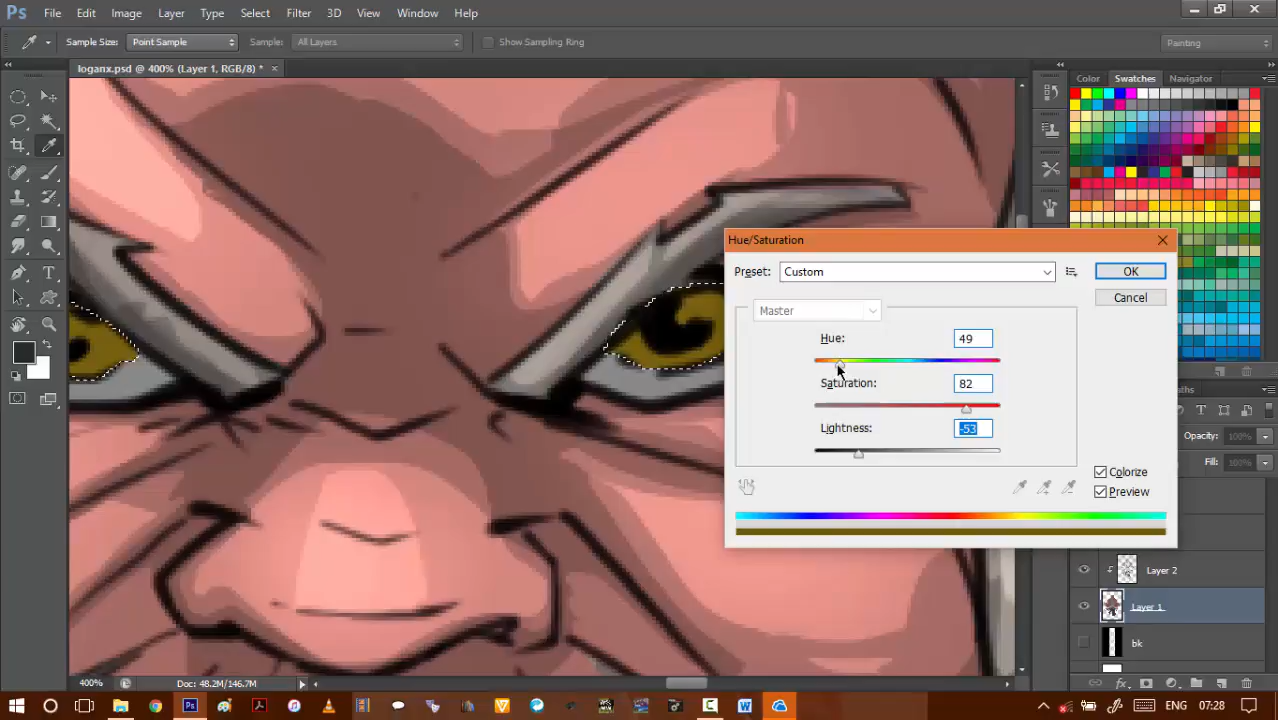 Ps File Edit Image Layer Type Select Filter 3D View Window Help
Sample Size: Point Sample Sample: All Layers Show Sampling Ring Painting
loganx.psd @ 400% (Layer 1, RGB/8) * ×
Color Swatches Navigator
Hue/Saturation
Preset: Custom OK
Cancel
Master
Hue: 49
Saturation: 82
Lightness: -53
Colorize
Preview
Opacity: 100%
Fill: 100%
Layer 2
Layer 1
bk
fx
400% Doc: 48.2M/146.7M
Ps ENG 07:28